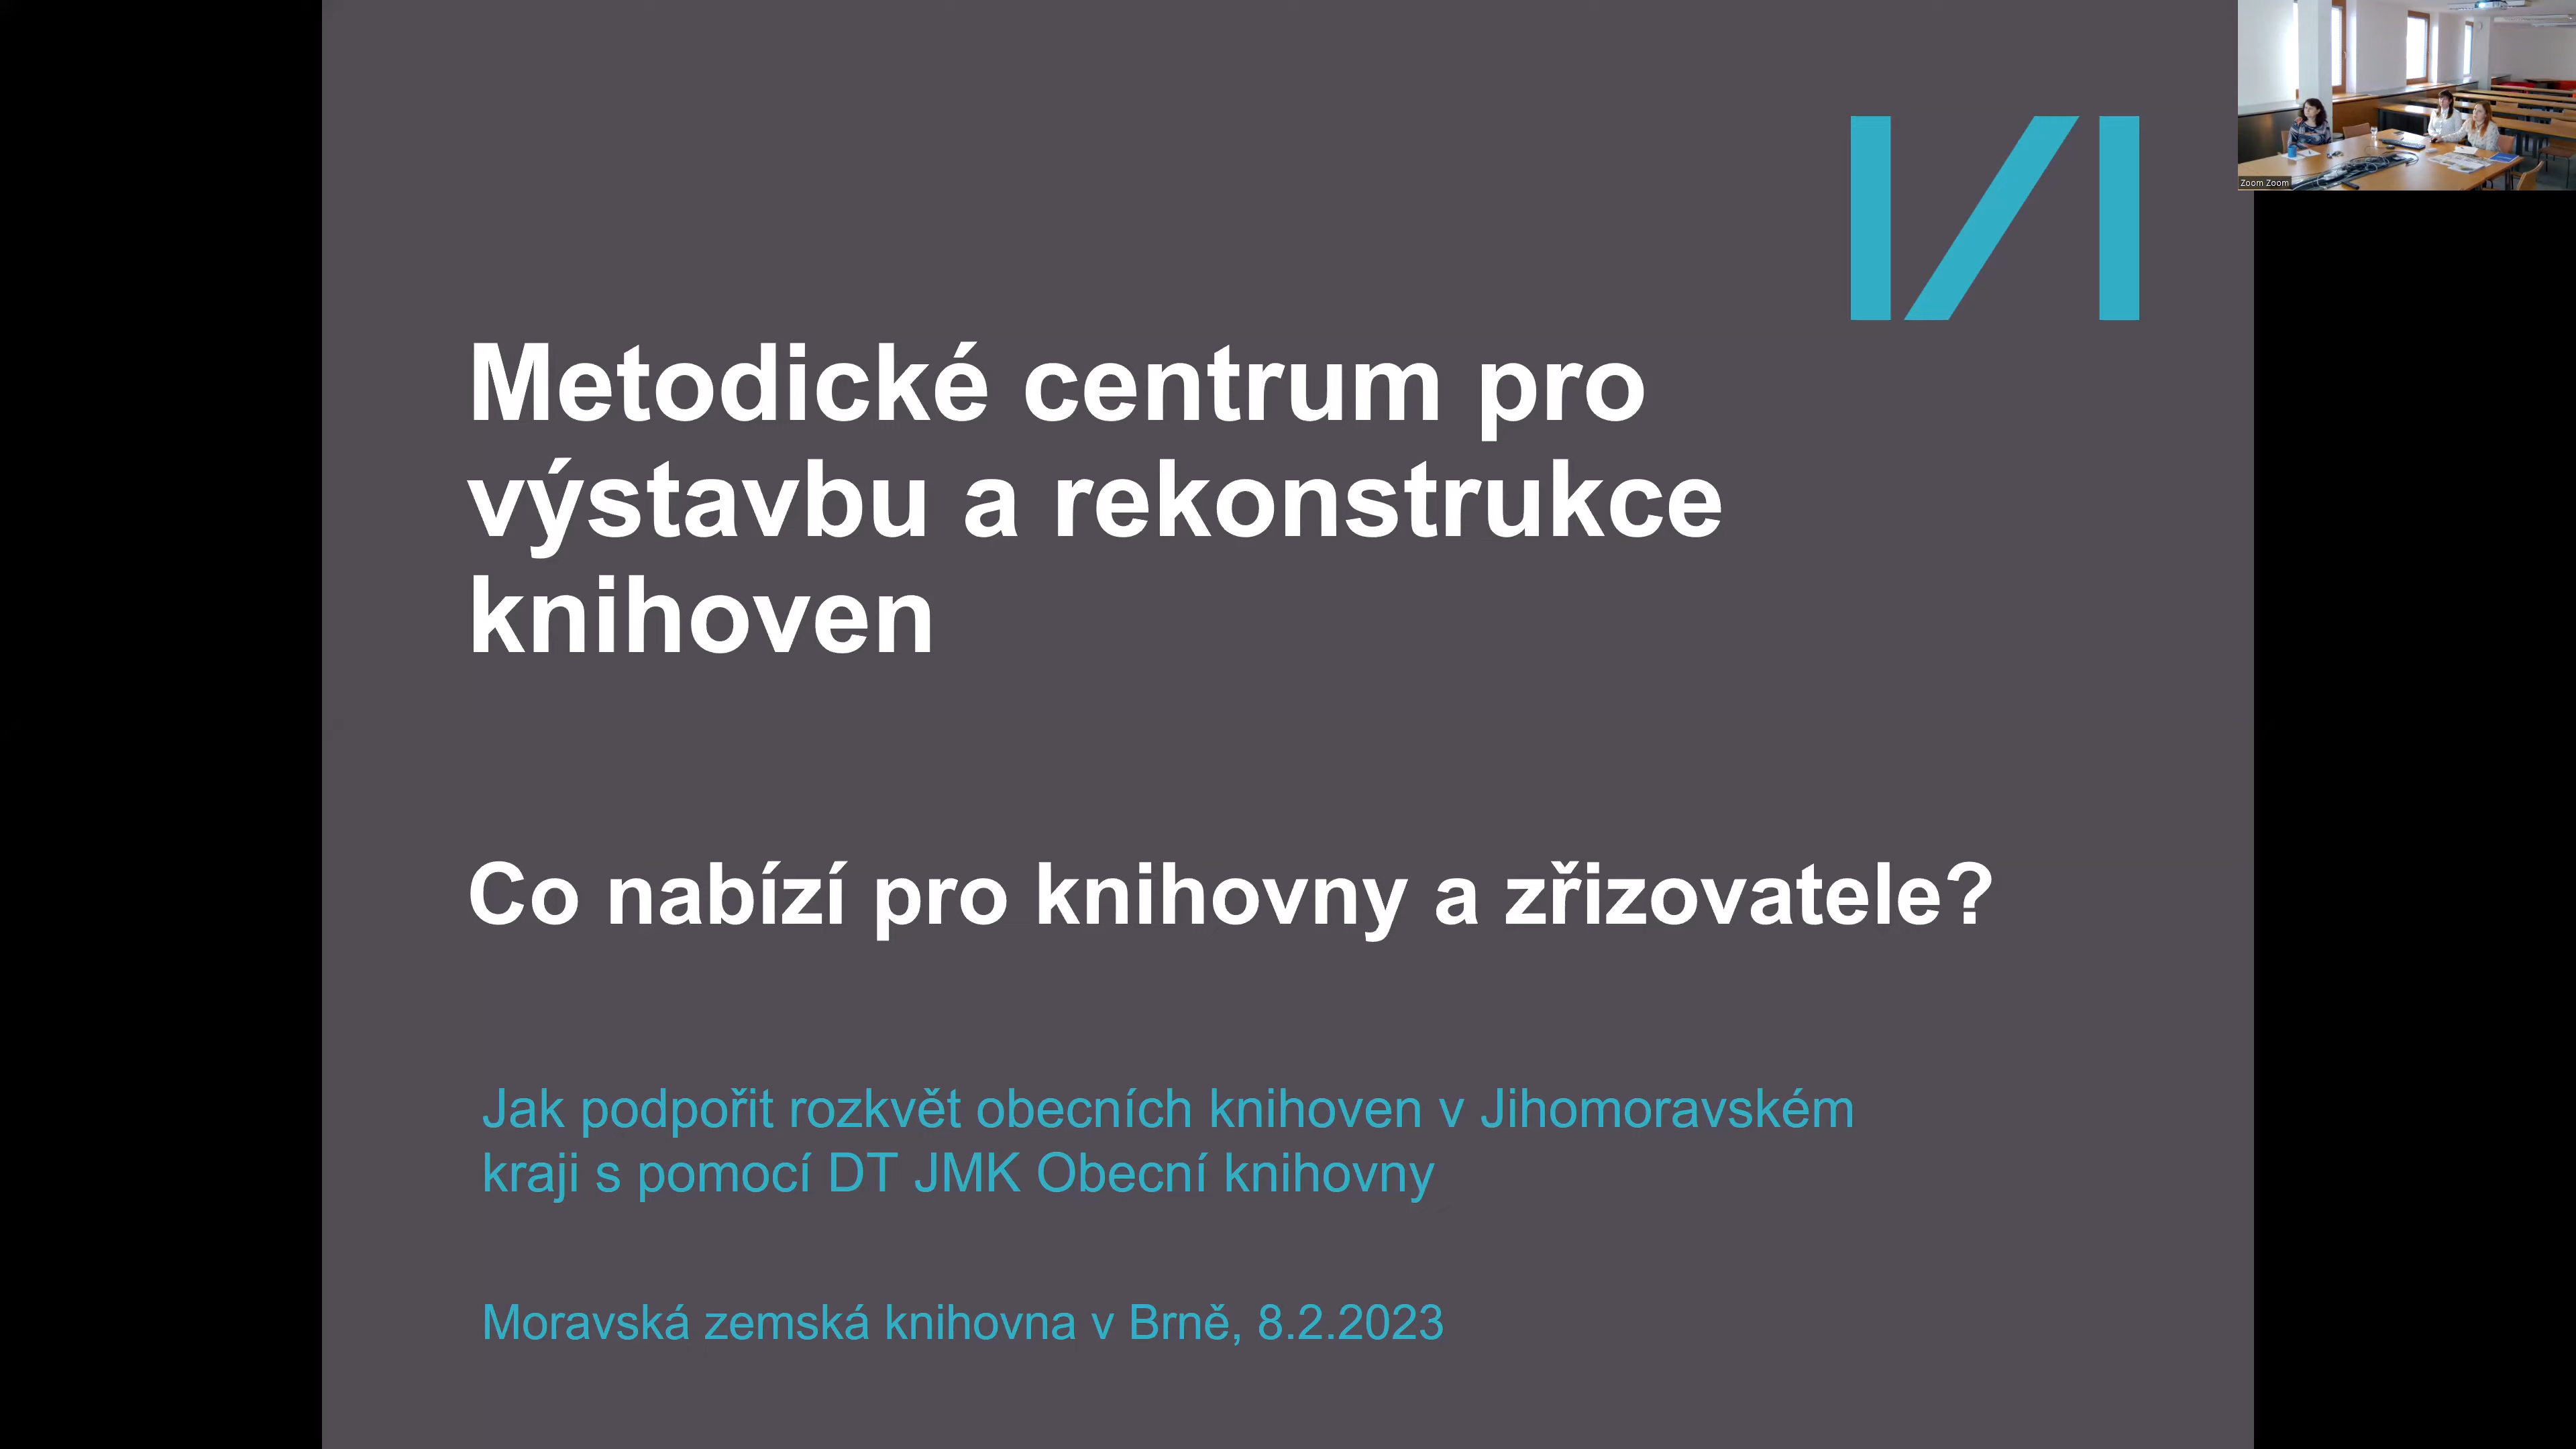 Metodické centrum pro
výstavbu a rekonstrukce
knihoven
Co nabízí pro knihovny a zřizovatele?
Jak podpořit rozkvět obecních knihoven v Jihomoravském
kraji s pomocí DT JMK Obecní knihovny
Moravská zemská knihovna v Brně, 8.2.2023
Zoom Zoom